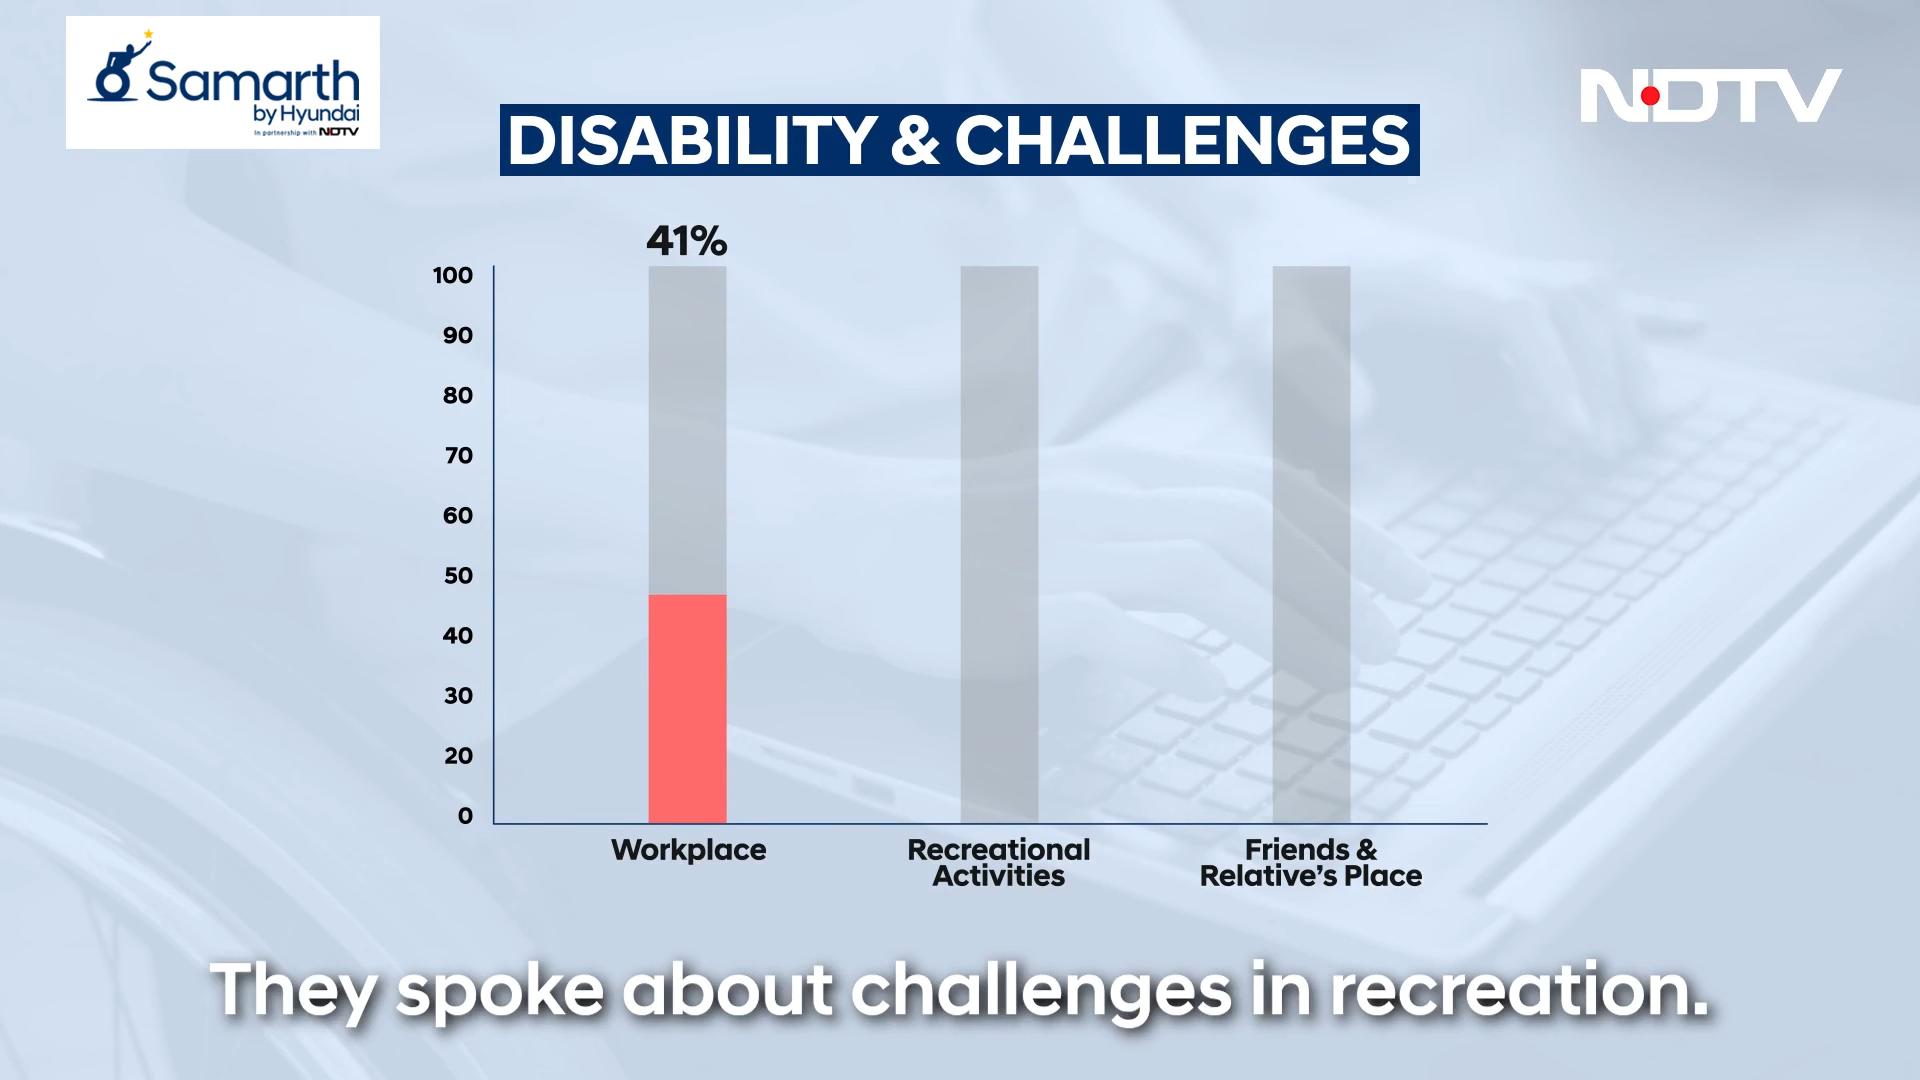 Samarth
by Hyundai
In partnership with NDTV
NDTV
DISABILITY & CHALLENGES
41%
100
90
80
70
60
50
40
30
20
0
Workplace
Recreational
Activities
Friends &
Relative's Place
They spoke about challenges in recreation.